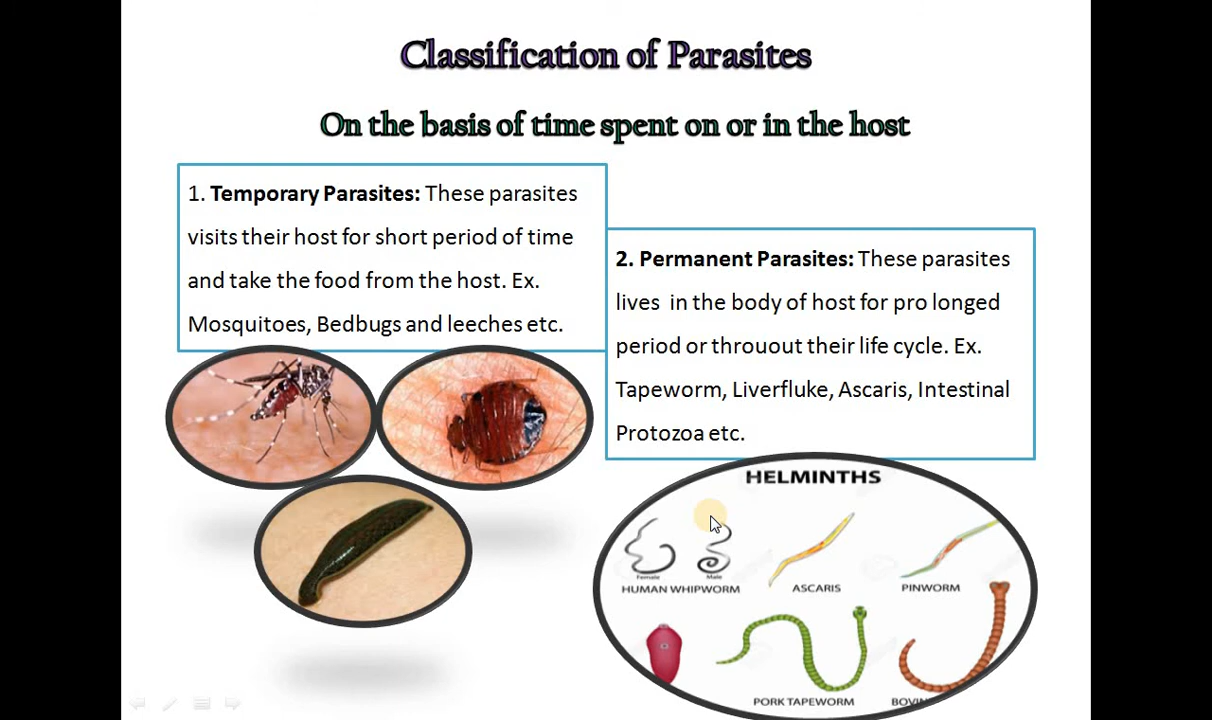 Classification of Parasites
On the basis of time spent on or in the host
1. Temporary Parasites: These parasites
visits their host for short period of time
and take the food from the host. Ex.
Mosquitoes, Bedbugs and leeches etc.
2. Permanent Parasites: These parasites
lives in the body of host for pro longed
period or throuout their life cycle. Ex.
Tapeworm, Liverfluke, Ascaris, Intestinal
Protozoa etc.
HELMINTHS
Female Male
HUMAN WHIPWORM
ASCARIS
PINWORM
PORK TAPEWORM